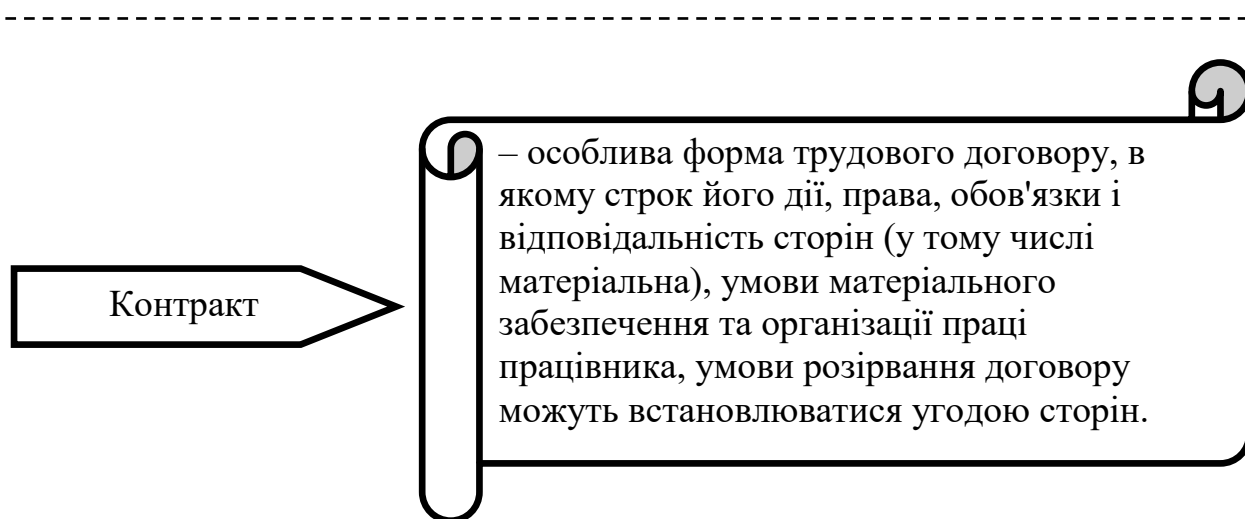 Контракт
– особлива форма трудового договору, в
якому строк його дії, права, обов'язки і
відповідальність сторін (у тому числі
матеріальна), умови матеріального
забезпечення та організації праці
працівника, умови розірвання договору
можуть встановлюватися угодою сторін.